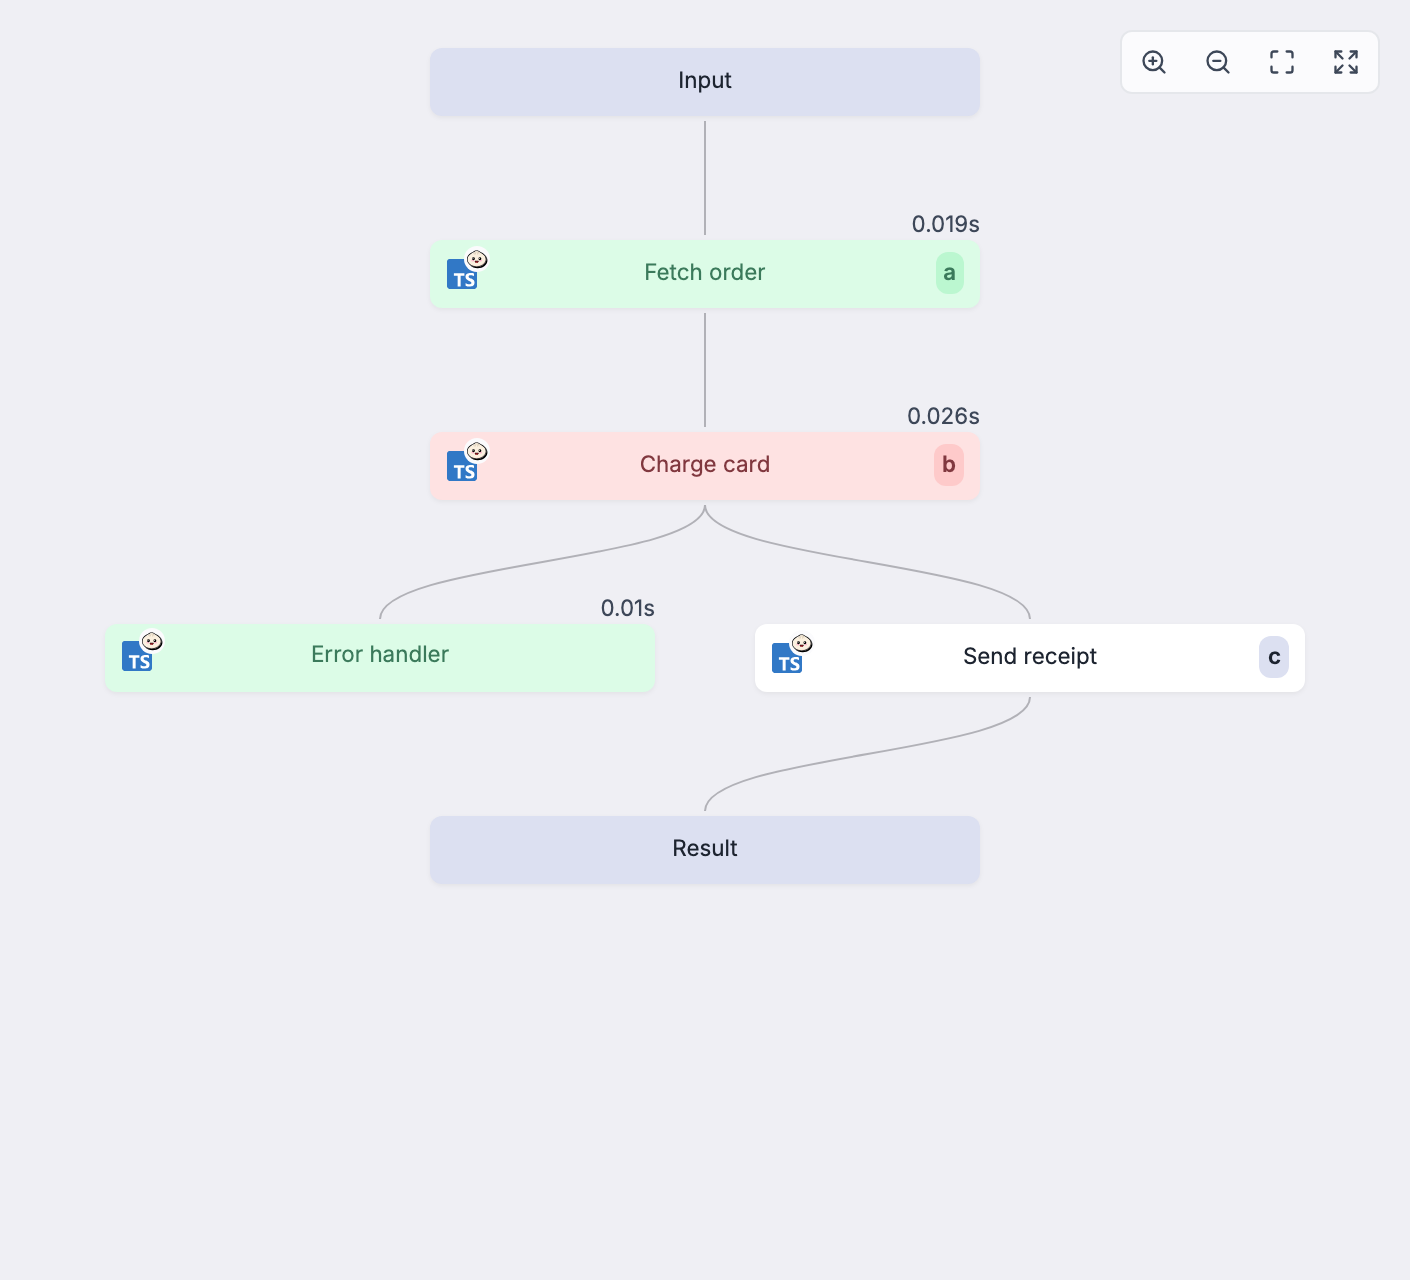 Input
0.019s
TS
Fetch order
a
0.026s
TS
Charge card
b
0.01s
TS
Error handler
TS
Send receipt
c
Result